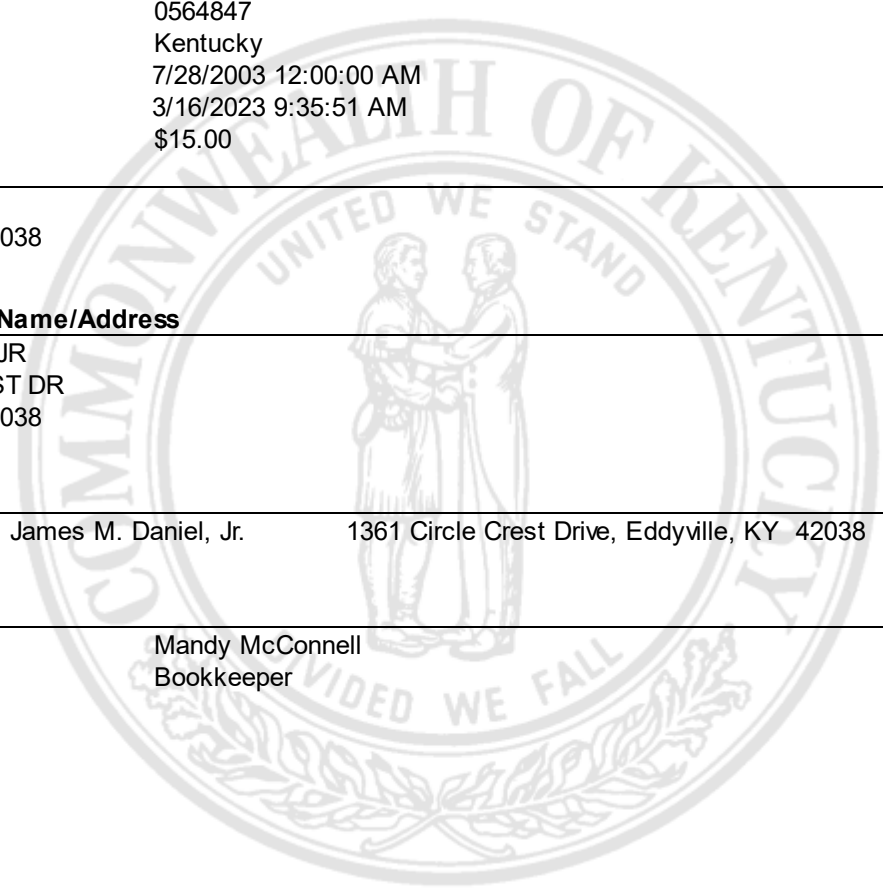 0564847
Kentucky
7/28/2003 12:00:00 AM
3/16/2023 9:35:51 AM
$15.00
COMMONWEALTH OF KENTUCKY
UNITED WE STAND
038
Name/Address
JR
ST DR
038
James M. Daniel, Jr. 1361 Circle Crest Drive, Eddyville, KY 42038
Mandy McConnell
Bookkeeper
DIVIDED WE FALL